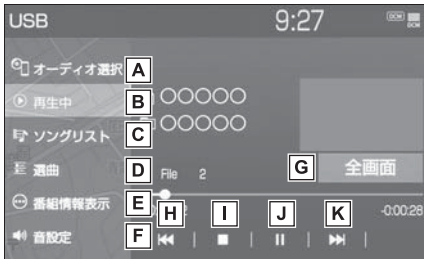 USB
9:27
DCM
DCM
オーディオ選択 A
再生中 B
ソングリスト C
選曲 D
番組情報表示 E
音設定 F
○○○○○
○○○○○
File 2
G 全画面
-0:00:28
H I J K